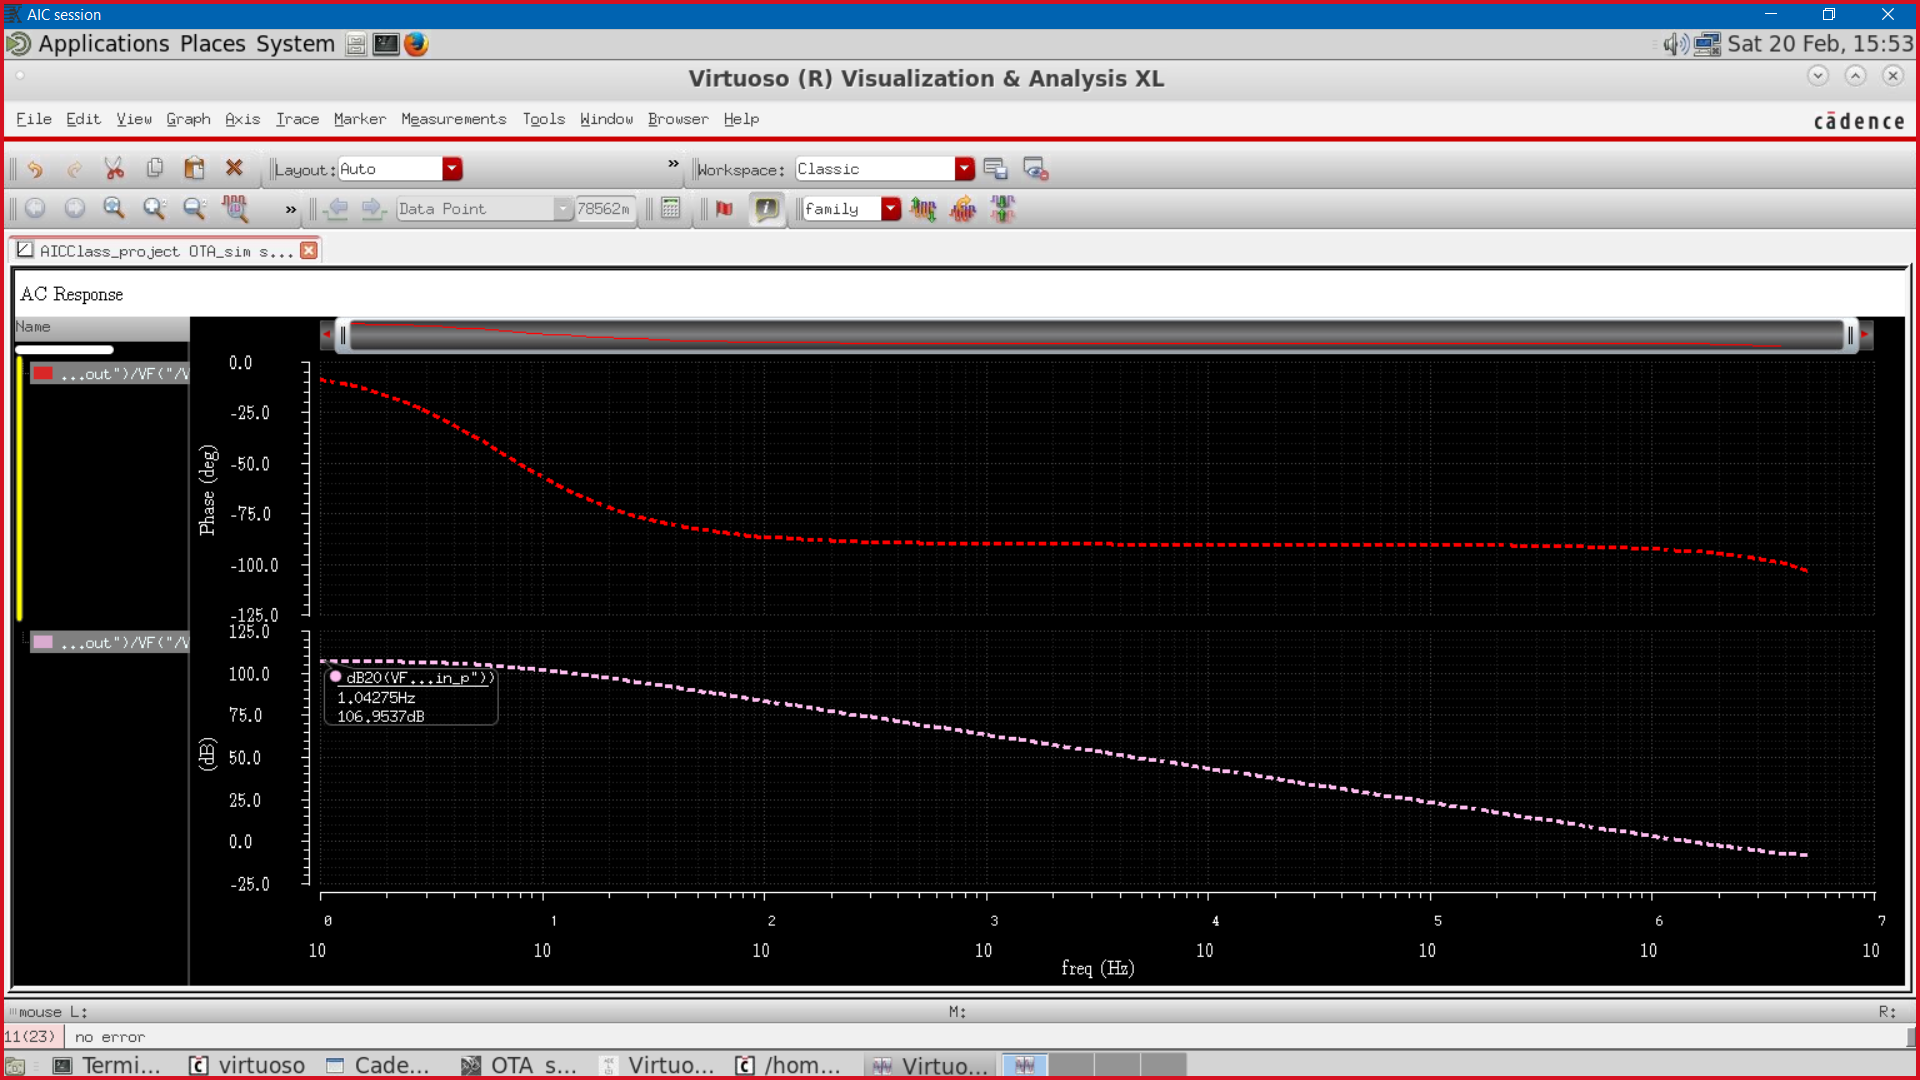 AIC session
Applications Places System
Sat 20 Feb, 15:53
Virtuoso (R) Visualization & Analysis XL
File Edit View Graph Axis Trace Marker Measurements Tools Window Browser Help
cādence
Layout: Auto
»
Workspace: Classic
»
Data Point
78562m
family
AICClass_project OTA_sim s...
AC Response
Name
...out")/VF("/V
0.0
-25.0
-50.0
-75.0
-100.0
-125.0
Phase (deg)
...out")/VF("/V
125.0
100.0
75.0
50.0
25.0
0.0
-25.0
(dB)
dB20(VF...in_p"))
1.04275Hz
106.9537dB
0 1 2 3 4 5 6 7
10 10 10 10 10 10 10 10
freq (Hz)
mouse L: M: R:
11(23) no error
Termi... virtuoso Cade... OTA s... Virtuo... /hom... Virtuo...